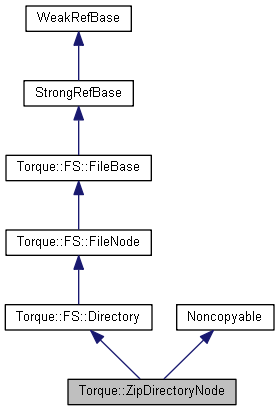 WeakRefBase
StrongRefBase
Torque::FS::FileBase
Torque::FS::FileNode
Torque::FS::Directory
Noncopyable
Torque::ZipDirectoryNode